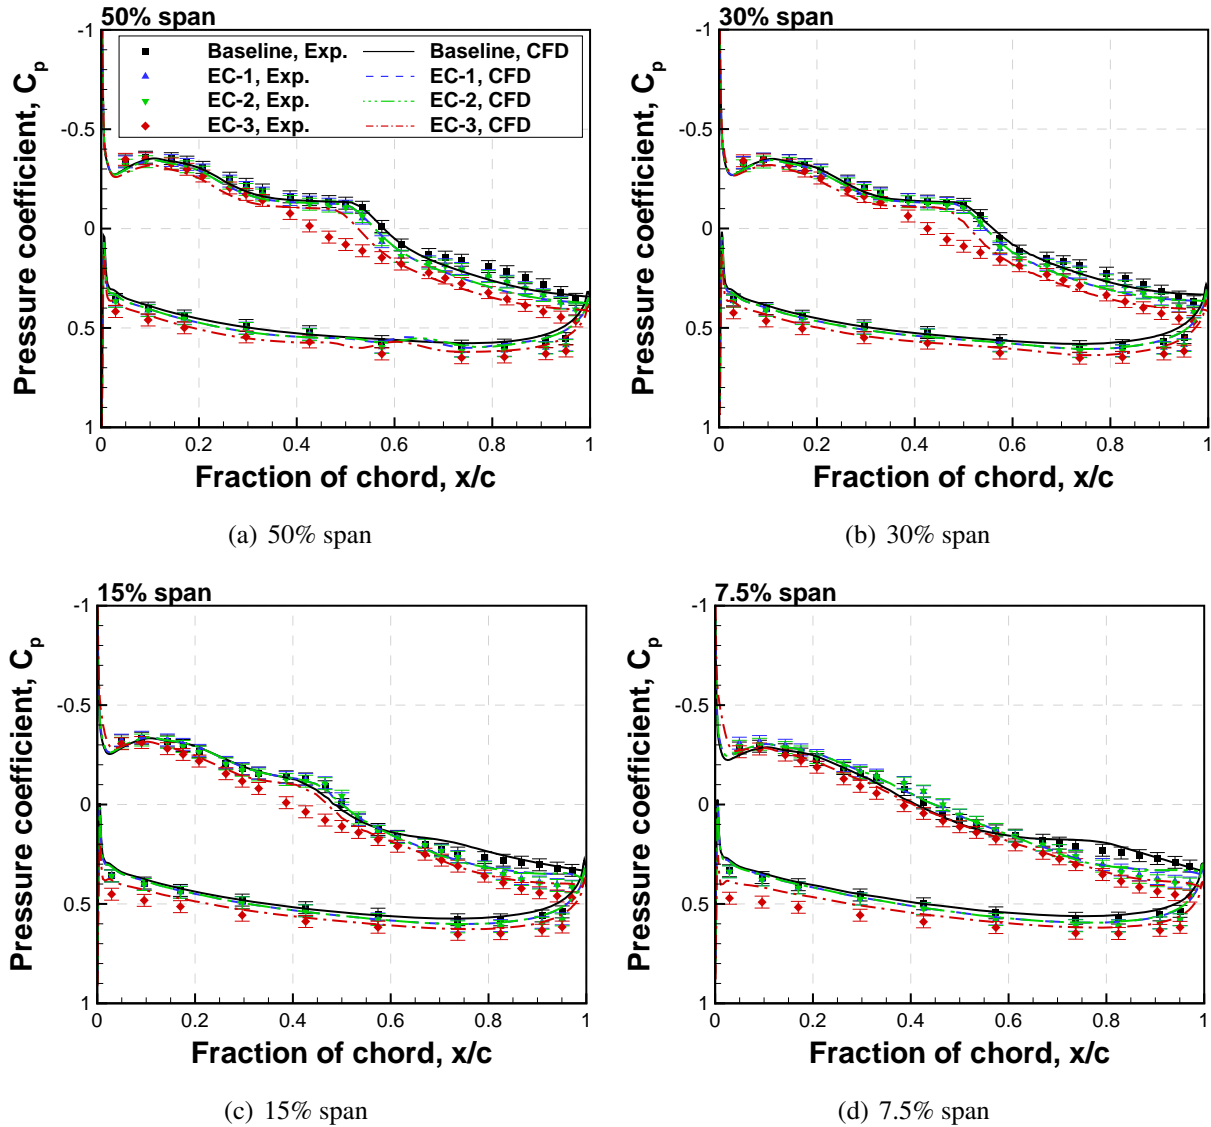 50% span
-1
-0.5
0
0.5
1
Pressure coefficient, Cp
Baseline, Exp.
Baseline, CFD
EC-1, Exp.
EC-1, CFD
EC-2, Exp.
EC-2, CFD
EC-3, Exp.
EC-3, CFD
0 0.2 0.4 0.6 0.8 1
Fraction of chord, x/c
(a) 50% span
30% span
-1
-0.5
0
0.5
1
Pressure coefficient, Cp
0 0.2 0.4 0.6 0.8 1
Fraction of chord, x/c
(b) 30% span
15% span
-1
-0.5
0
0.5
1
Pressure coefficient, Cp
0 0.2 0.4 0.6 0.8 1
Fraction of chord, x/c
(c) 15% span
7.5% span
-1
-0.5
0
0.5
1
Pressure coefficient, Cp
0 0.2 0.4 0.6 0.8 1
Fraction of chord, x/c
(d) 7.5% span